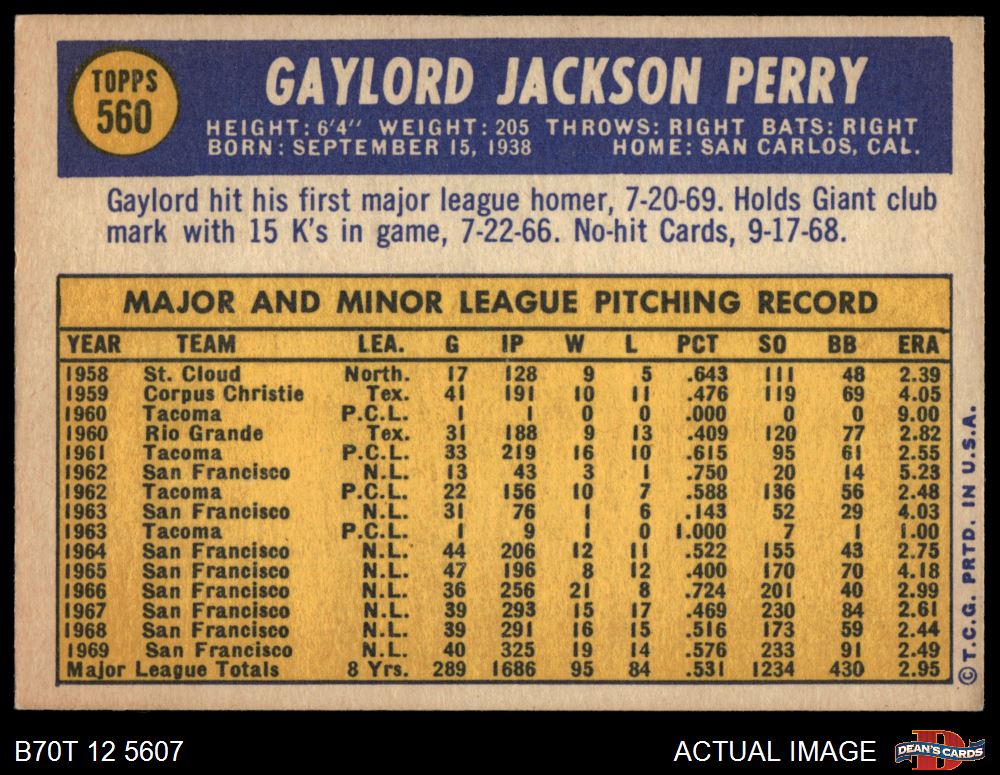 TOPPS
560
GAYLORD JACKSON PERRY
HEIGHT: 6'4" WEIGHT: 205 THROWS: RIGHT BATS: RIGHT
BORN: SEPTEMBER 15, 1938 HOME: SAN CARLOS, CAL.
Gaylord hit his first major league homer, 7-20-69. Holds Giant club
mark with 15 K's in game, 7-22-66. No-hit Cards, 9-17-68.
MAJOR AND MINOR LEAGUE PITCHING RECORD
YEAR TEAM LEA. G IP W L PCT SO BB ERA
1958 St. Cloud North. 17 128 9 5 .643 111 48 2.39
1959 Corpus Christie Tex. 41 191 10 11 .476 119 69 4.05
1960 Tacoma P.C.L. 1 1 0 0 .000 0 0 9.00
1960 Rio Grande Tex. 31 188 9 13 .409 120 77 2.82
1961 Tacoma P.C.L. 33 219 16 10 .615 95 61 2.55
1962 San Francisco N.L. 13 43 3 1 .750 20 14 5.23
1962 Tacoma P.C.L. 22 156 10 7 .588 136 56 2.48
1963 San Francisco N.L. 31 76 1 6 .143 52 29 4.03
1963 Tacoma P.C.L. 1 9 1 0 1.000 7 1 1.00
1964 San Francisco N.L. 44 206 12 11 .522 155 43 2.75
1965 San Francisco N.L. 47 196 8 12 .400 170 70 4.18
1966 San Francisco N.L. 36 256 21 8 .724 201 40 2.99
1967 San Francisco N.L. 39 293 15 17 .469 230 84 2.61
1968 San Francisco N.L. 39 291 16 15 .516 173 59 2.44
1969 San Francisco N.L. 40 325 19 14 .576 233 91 2.49
Major League Totals 8 Yrs. 289 1686 95 84 .531 1234 430 2.95
© T.C.G. PRTD. IN U.S.A.
B70T 12 5607
ACTUAL IMAGE
DEAN'S CARDS